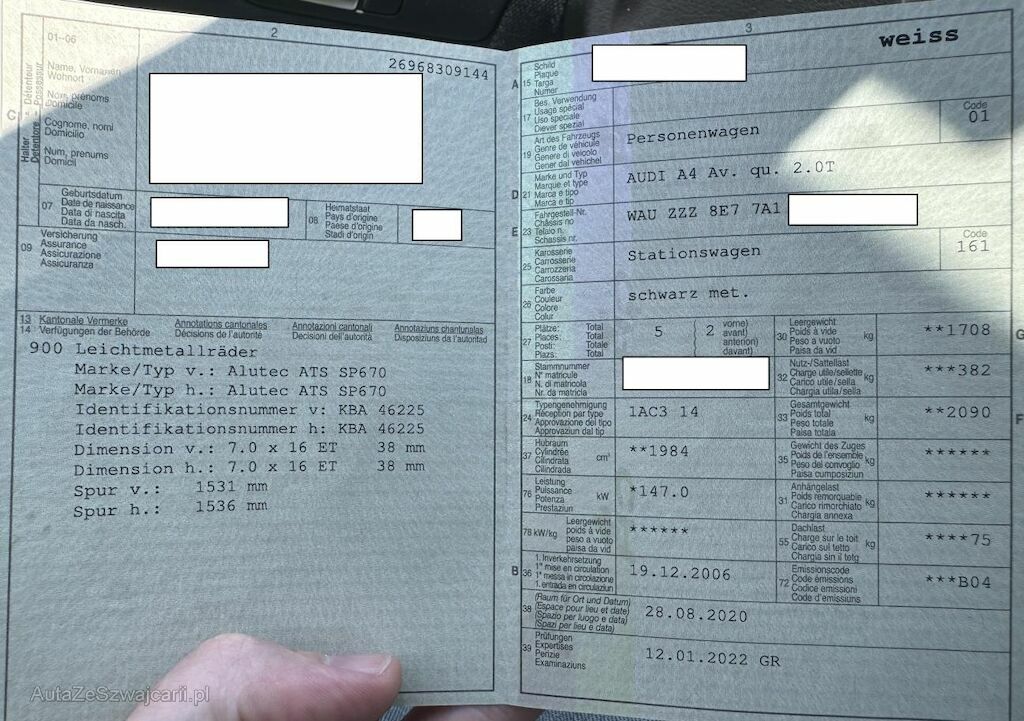 2
26968309144
01-06
Name, Vornamen
Wohnort
Nom, prénoms
Domicile
Cognome, nomi
Domicilio
Num, prenums
Domicil
Halter
Détenteur
Detentore
Possessur
07
Geburtsdatum
Date de naissance
Data di nascita
Data da nasch.
08
Heimatstaat
Pays d'origine
Paese d'origine
Stadi d'origin
09
Versicherung
Assurance
Assicurazione
Assicuranza
13 Kantonale Vermerke Annotations cantonales Annotazioni cantonali Annotaziuns chantunalas
14 Verfügungen der Behörde Décisions de l'autorité Decisioni dell'autorità Disposiziuns da l'autoritad
900 Leichtmetallräder
Marke/Typ v.: Alutec ATS SP670
Marke/Typ h.: Alutec ATS SP670
Identifikationsnummer v: KBA 46225
Identifikationsnummer h: KBA 46225
Dimension v.: 7.0 x 16 ET 38 mm
Dimension h.: 7.0 x 16 ET 38 mm
Spur v.: 1531 mm
Spur h.: 1536 mm
AutaZeSzwajcarii.pl
3
weiss
A 15
Schild
Plaque
Targa
Numer
17
Bes. Verwendung
Usage spécial
Uso speciale
Diever spezial
19
Art des Fahrzeugs
Genre de véhicule
Genere di veicolo
Gener dal vehichel
Personenwagen
Code
01
D 21
Marke und Typ
Marque et type
Marca e tipo
Marca e tip
AUDI A4 Av. qu. 2.0T
E 23
Fahrgestell-Nr.
Châssis no
Telaio n.
Schassis nr.
WAU ZZZ 8E7 7A1
25
Karosserie
Carrosserie
Carrozzeria
Carossaria
Stationswagen
Code
161
26
Farbe
Couleur
Colore
Colur
schwarz met.
27
Plätze: Total
Places: Total
Posti: Totale
Plazs: Total
5
2
vorne)
avant)
anteriori)
davant)
30
Leergewicht
Poids à vide
Peso a vuoto
Paisa da vid
kg
**1708
G
18
Stammnummer
N° matricule
N. di matricola
Nr. da matricla
32
Nutz-/Sattellast
Charge utile/sellette
Carico utile/sella
Chargia utila/sella
kg
***382
24
Typengenehmigung
Réception par type
Approvazione del tipo
Approvaziun dal tip
1AC3 14
33
Gesamtgewicht
Poids total
Peso totale
Paisa totala
kg
**2090
F
37
Hubraum
Cylindrée
Cilindrata
Cilindrada
cm³
**1984
35
Gewicht des Zuges
Poids de l'ensemble
Peso del convoglio
Paisa cumposiziun
kg
******
76
Leistung
Puissance
Potenza
Prestaziun
kW
*147.0
31
Anhängelast
Poids remorquable
Carico rimorchiato
Chargia annexa
kg
******
78 kW/kg
Leergewicht
poids à vide
peso a vuoto
paisa da vid
******
55
Dachlast
Charge sur le toit
Carico sul tetto
Chargia sin il tetg
kg
****75
B 36
1. Inverkehrsetzung
1re mise en circulation
1a messa in circolazione
1. entrada en circulaziun
19.12.2006
72
Emissionscode
Code émissions
Codice emissioni
Code d'emissiuns
***B04
38
(Raum für Ort und Datum)
(Espace pour lieu et date)
(Spazio per luogo e data)
(Spazi per lieu e data)
28.08.2020
39
Prüfungen
Expertises
Perizie
Examinaziuns
12.01.2022 GR